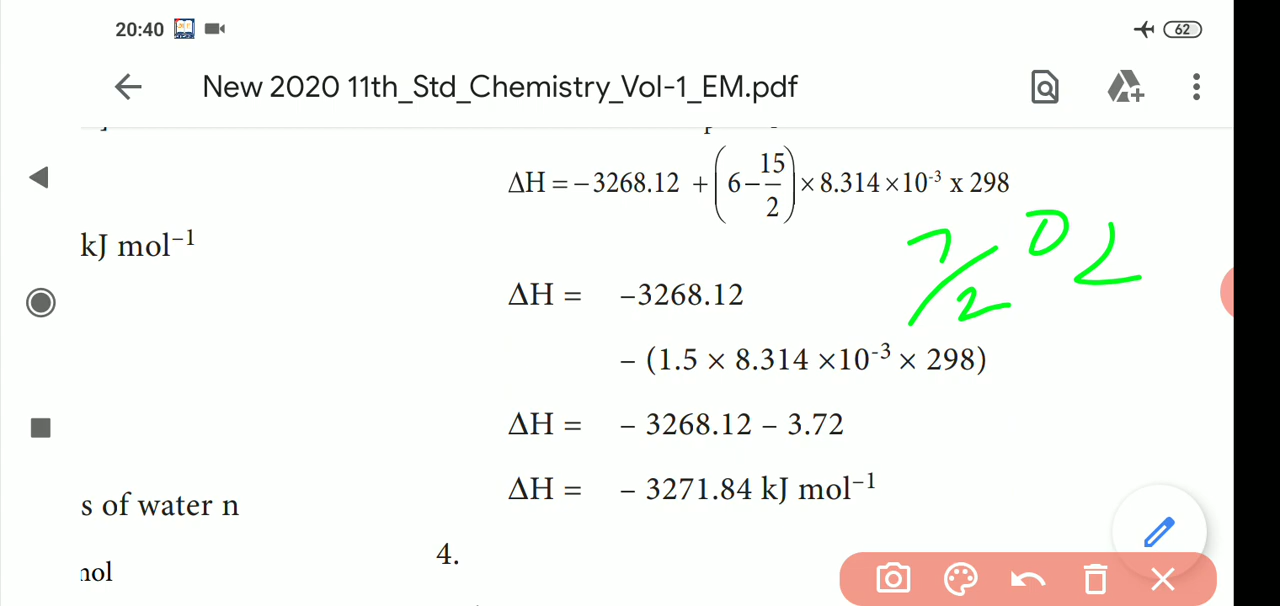 20:40 62
New 2020 11th_Std_Chemistry_Vol-1_EM.pdf
ΔH = −3268.12 + (6 − 15/2) × 8.314 × 10⁻³ x 298
7/2 O2
kJ mol⁻¹
ΔH = −3268.12
− (1.5 × 8.314 ×10⁻³ × 298)
ΔH = − 3268.12 − 3.72
ΔH = − 3271.84 kJ mol⁻¹
s of water n
4.